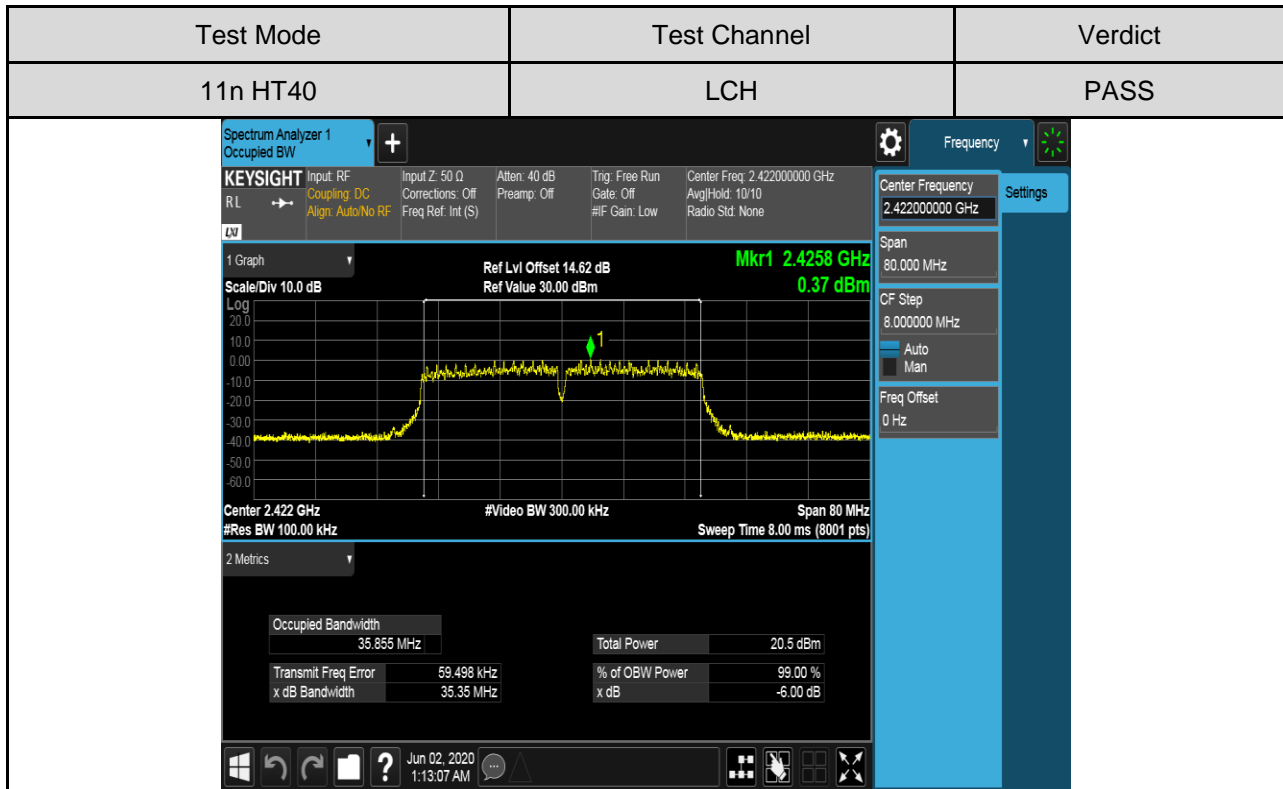 Test Mode Test Channel Verdict
11n HT40 LCH PASS
Spectrum Analyzer 1
Occupied BW
Frequency
KEYSIGHT Input: RF Input Z: 50 Ω Atten: 40 dB Trig: Free Run Center Freq: 2.422000000 GHz
RL Coupling: DC Corrections: Off Preamp: Off Gate: Off Avg|Hold: 10/10
Align: Auto/No RF Freq Ref: Int (S) #IF Gain: Low Radio Std: None
LXI
Center Frequency
2.422000000 GHz
Settings
Span
80.000 MHz
CF Step
8.000000 MHz
Auto
Man
Freq Offset
0 Hz
1 Graph Ref Lvl Offset 14.62 dB Mkr1 2.4258 GHz
Scale/Div 10.0 dB Ref Value 30.00 dBm 0.37 dBm
Log
20.0
10.0
1
0.00
-10.0
-20.0
-30.0
-40.0
-50.0
-60.0
Center 2.422 GHz #Video BW 300.00 kHz Span 80 MHz
#Res BW 100.00 kHz Sweep Time 8.00 ms (8001 pts)
2 Metrics
Occupied Bandwidth
35.855 MHz Total Power 20.5 dBm
Transmit Freq Error 59.498 kHz % of OBW Power 99.00 %
x dB Bandwidth 35.35 MHz x dB -6.00 dB
? Jun 02, 2020
1:13:07 AM